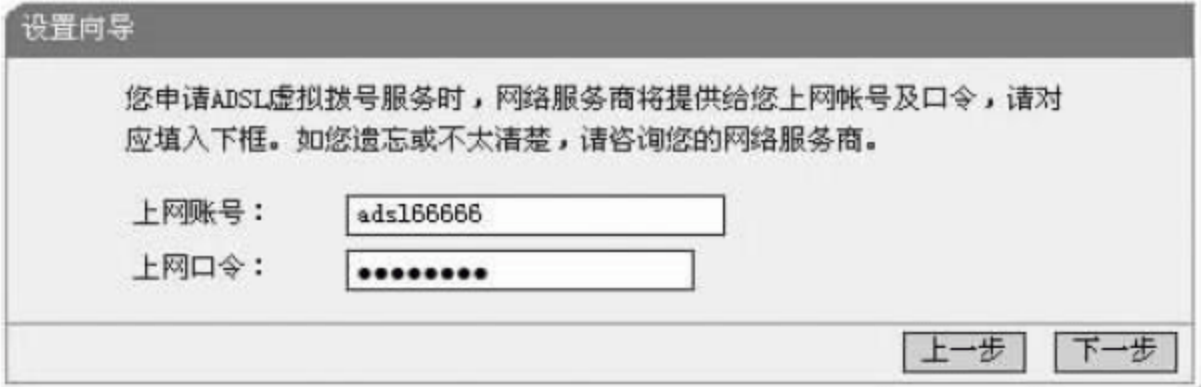 设置向导
您申请ADSL虚拟拨号服务时，网络服务商将提供给您上网帐号及口令，请对
应填入下框。如您遗忘或不太清楚，请咨询您的网络服务商。
上网账号： adsl66666
上网口令： ●●●●●●●●
上一步 下一步